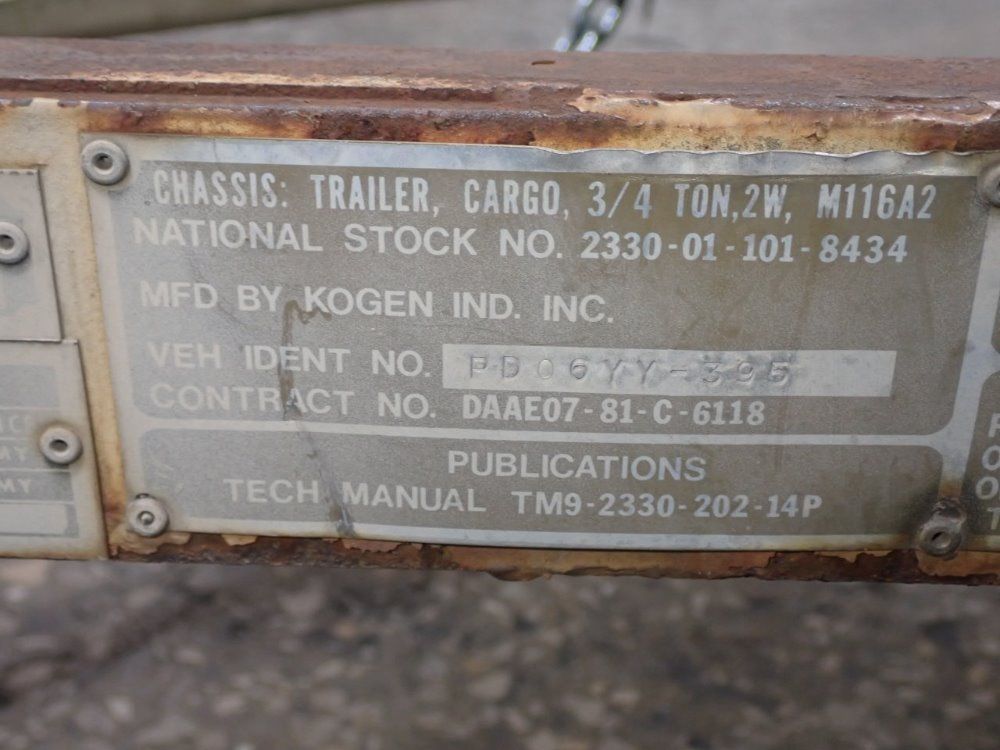 CHASSIS: TRAILER, CARGO, 3/4 TON,2W, M116A2
NATIONAL STOCK NO. 2330-01-101-8434
MFD BY KOGEN IND. INC.
VEH IDENT NO. PD06YY-395
CONTRACT NO. DAAE07-81-C-6118
PUBLICATIONS
TECH MANUAL TM9-2330-202-14P